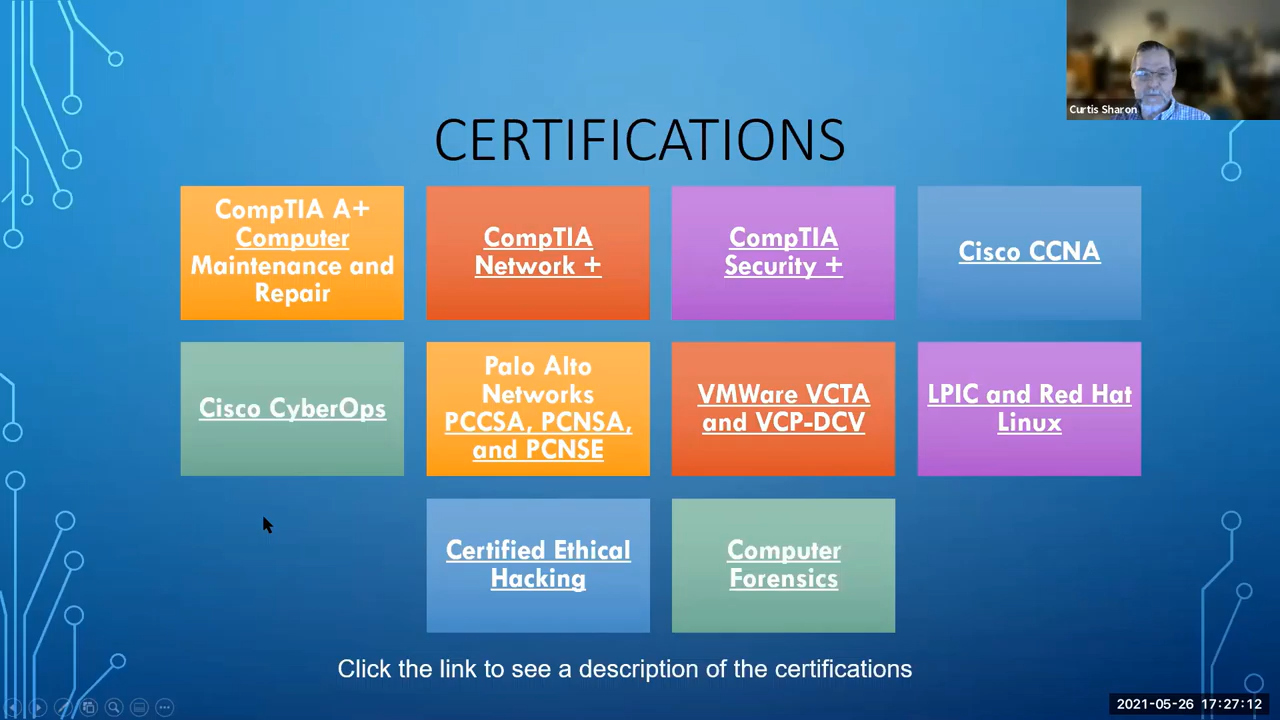 Curtis Sharon
CERTIFICATIONS
CompTIA A+
Computer
Maintenance and
Repair
CompTIA
Network +
CompTIA
Security +
Cisco CCNA
Cisco CyberOps
Palo Alto
Networks
PCCSA, PCNSA,
and PCNSE
VMWare VCTA
and VCP-DCV
LPIC and Red Hat
Linux
Certified Ethical
Hacking
Computer
Forensics
Click the link to see a description of the certifications
2021-05-26 17:27:12